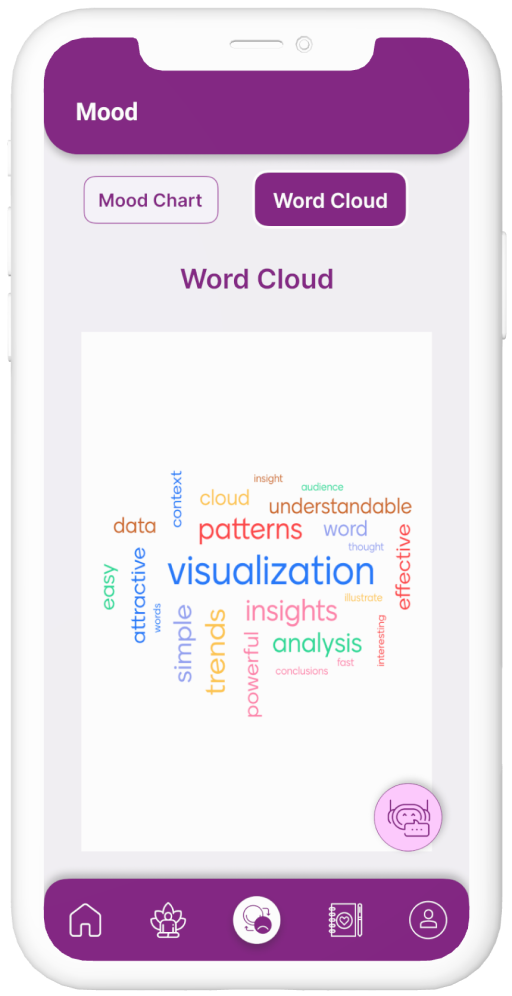 Mood
Mood Chart
Word Cloud
Word Cloud
insight
context
audience
cloud
understandable
data
patterns
word
effective
thought
attractive
visualization
easy
illustrate
words
simple
insights
trends
interesting
analysis
powerful
fast
conclusions